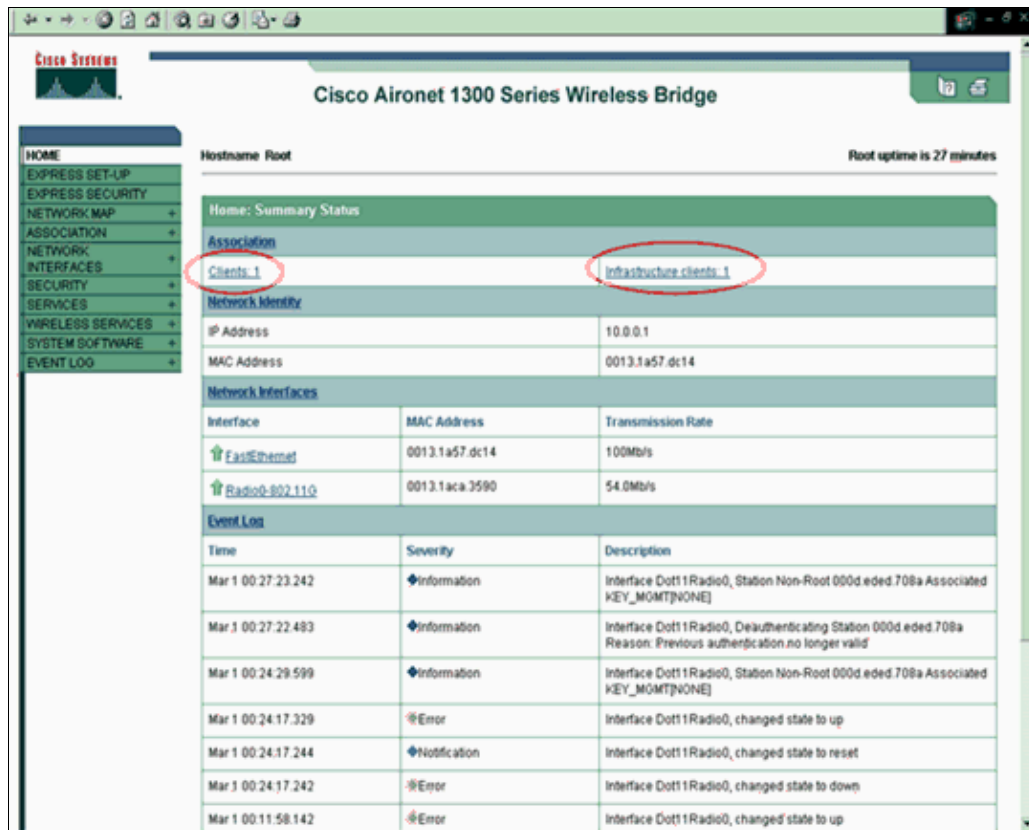 CISCO SYSTEMS
Cisco Aironet 1300 Series Wireless Bridge
HOME
EXPRESS SET-UP
EXPRESS SECURITY
NETWORK MAP +
ASSOCIATION +
NETWORK
INTERFACES +
SECURITY +
SERVICES +
WIRELESS SERVICES +
SYSTEM SOFTWARE +
EVENT LOG +
Hostname Root Root uptime is 27 minutes
Home: Summary Status
Association
Clients: 1 Infrastructure clients: 1
Network Identity
IP Address 10.0.0.1
MAC Address 0013.1a57.dc14
Network Interfaces
Interface MAC Address Transmission Rate
FastEthernet 0013.1a57.dc14 100Mb/s
Radio0-802.11G 0013.1aca.3590 54.0Mb/s
Event Log
Time Severity Description
Mar 1 00:27:23.242 Information Interface Dot11Radio0, Station Non-Root 000d.eded.708a Associated
KEY_MGMT[NONE]
Mar 1 00:27:22.483 Information Interface Dot11Radio0, Deauthenticating Station 000d.eded.708a
Reason: Previous authentication no longer valid
Mar 1 00:24:29.599 Information Interface Dot11Radio0, Station Non-Root 000d.eded.708a Associated
KEY_MGMT[NONE]
Mar 1 00:24:17.329 Error Interface Dot11Radio0, changed state to up
Mar 1 00:24:17.244 Notification Interface Dot11Radio0, changed state to reset
Mar 1 00:24:17.242 Error Interface Dot11Radio0, changed state to down
Mar 1 00:11:58.142 Error Interface Dot11Radio0, changed state to up